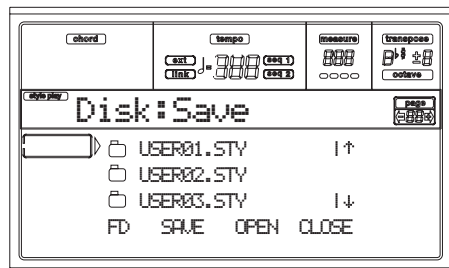 chord tempo measure transpose
ext seq 1
link seq 2
octave
style play
page
Disk:Save
USER01.STY
USER02.STY
USER03.STY
FD SAVE OPEN CLOSE